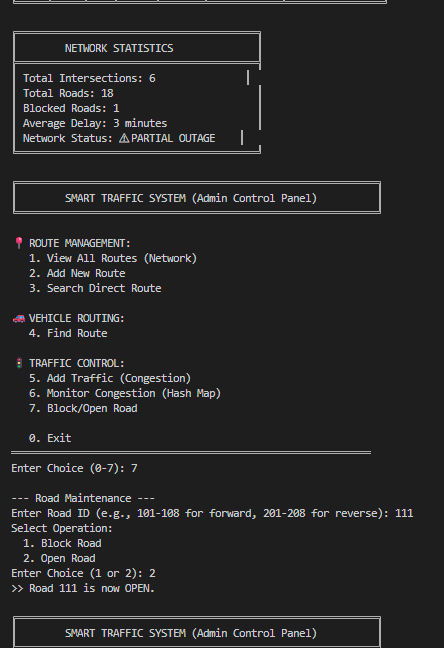 NETWORK STATISTICS
Total Intersections: 6
Total Roads: 18
Blocked Roads: 1
Average Delay: 3 minutes
Network Status: ⚠PARTIAL OUTAGE
SMART TRAFFIC SYSTEM (Admin Control Panel)
📍 ROUTE MANAGEMENT:
1. View All Routes (Network)
2. Add New Route
3. Search Direct Route
🚗 VEHICLE ROUTING:
4. Find Route
🚦 TRAFFIC CONTROL:
5. Add Traffic (Congestion)
6. Monitor Congestion (Hash Map)
7. Block/Open Road
0. Exit
Enter Choice (0-7): 7
--- Road Maintenance ---
Enter Road ID (e.g., 101-108 for forward, 201-208 for reverse): 111
Select Operation:
1. Block Road
2. Open Road
Enter Choice (1 or 2): 2
>> Road 111 is now OPEN.
SMART TRAFFIC SYSTEM (Admin Control Panel)